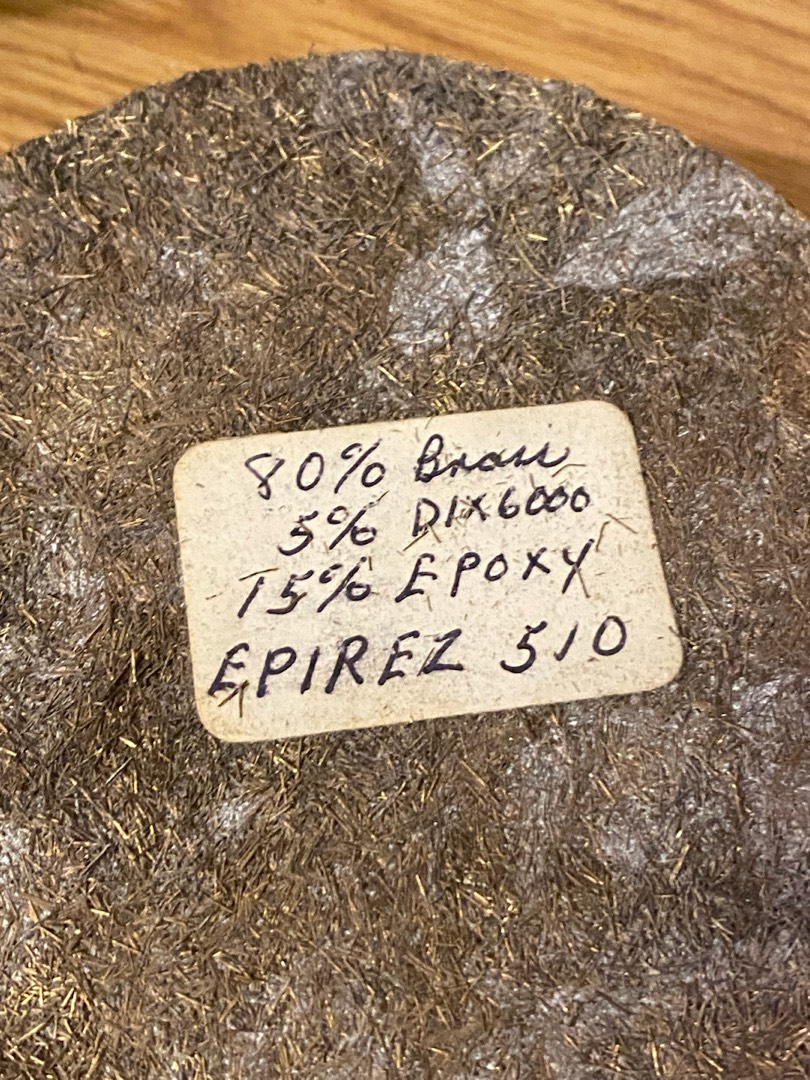 80% Brass
5% DIX6000
15% EPOXY
EPIREZ 510